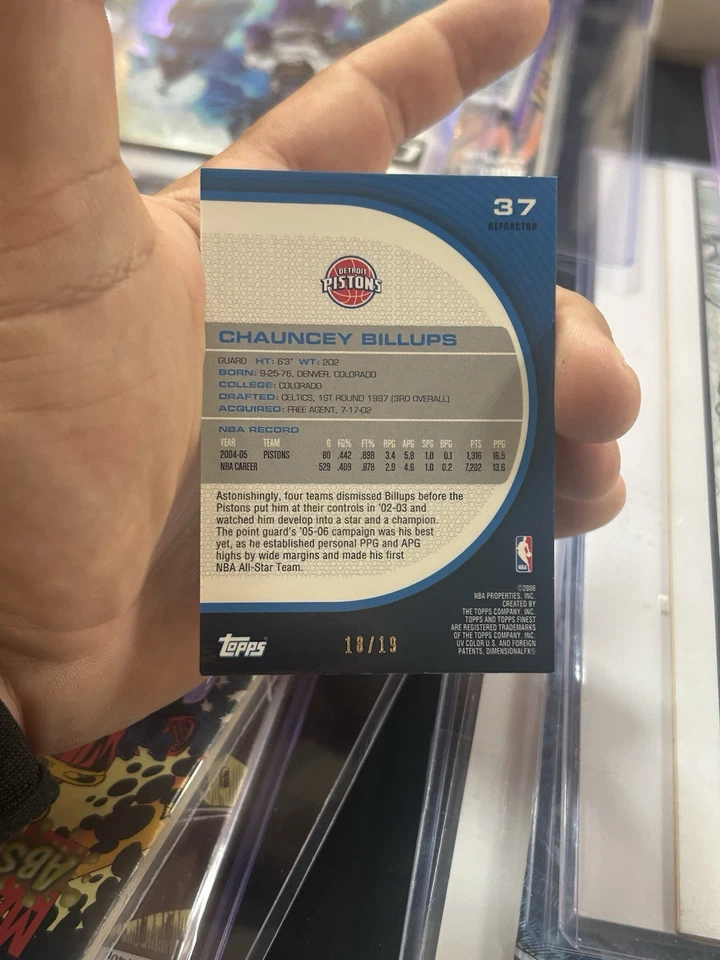 37
REFRACTOR
DETROIT
PISTONS
CHAUNCEY BILLUPS
GUARD HT: 6'3" WT: 202
BORN: 9-25-76, DENVER, COLORADO
COLLEGE: COLORADO
DRAFTED: CELTICS, 1ST ROUND 1997 (3RD OVERALL)
ACQUIRED: FREE AGENT, 7-17-02
NBA RECORD
YEAR TEAM G FG% FT% RPG APG SPG BPG PTS PPG
2004-05 PISTONS 80 .442 .898 3.4 5.8 1.0 0.1 1,316 16.5
NBA CAREER 529 .409 .878 2.9 4.6 1.0 0.2 7,202 13.6
Astonishingly, four teams dismissed Billups before the
Pistons put him at their controls in '02-03 and
watched him develop into a star and a champion.
The point guard's '05-06 campaign was his best
yet, as he established personal PPG and APG
highs by wide margins and made his first
NBA All-Star Team.
NBA
©2006
NBA PROPERTIES, INC.
CREATED BY
THE TOPPS COMPANY, INC.
TOPPS AND TOPPS FINEST
ARE REGISTERED TRADEMARKS
OF THE TOPPS COMPANY, INC.
UV COLOR U.S. AND FOREIGN
PATENTS, DIMENSIONALFX®
topps
18/19
ABS